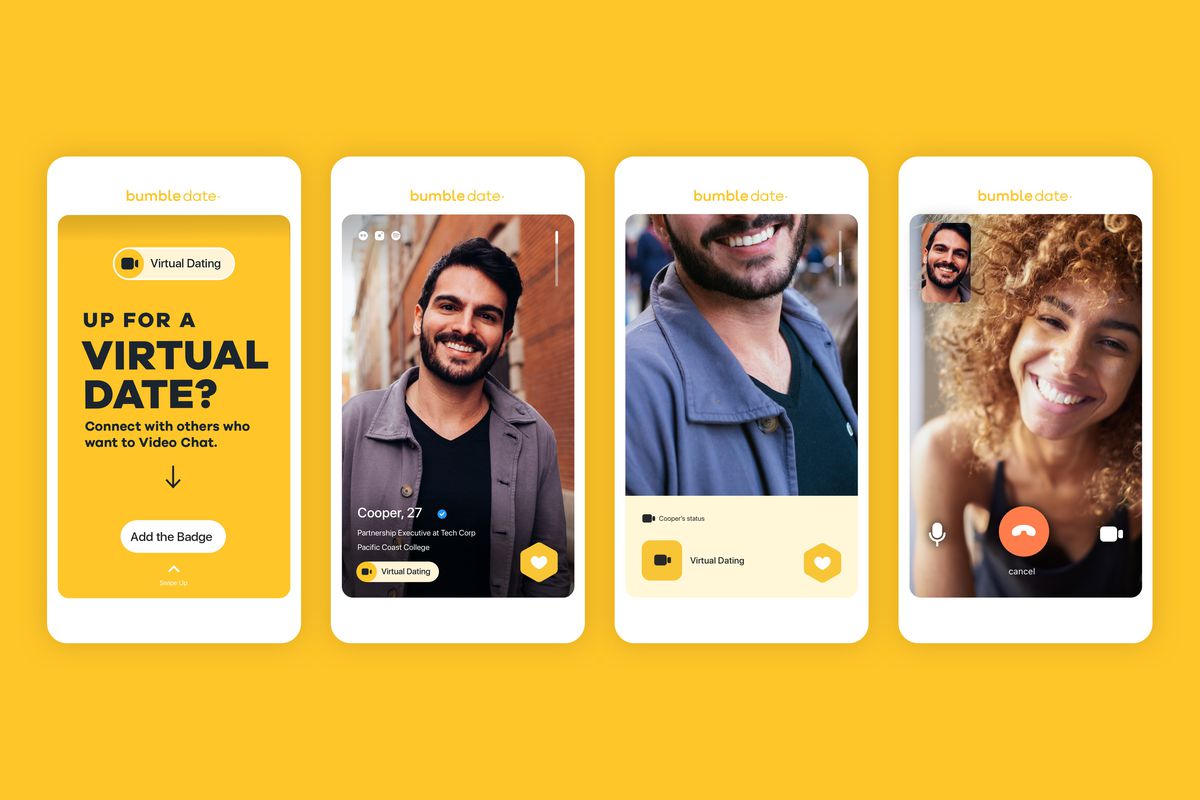 bumble date
Virtual Dating
UP FOR A
VIRTUAL
DATE?
Connect with others who
want to Video Chat.
Add the Badge
Swipe Up
bumble date
Cooper, 27
Partnership Executive at Tech Corp
Pacific Coast College
Virtual Dating
bumble date
Cooper's status
Virtual Dating
bumble date
cancel